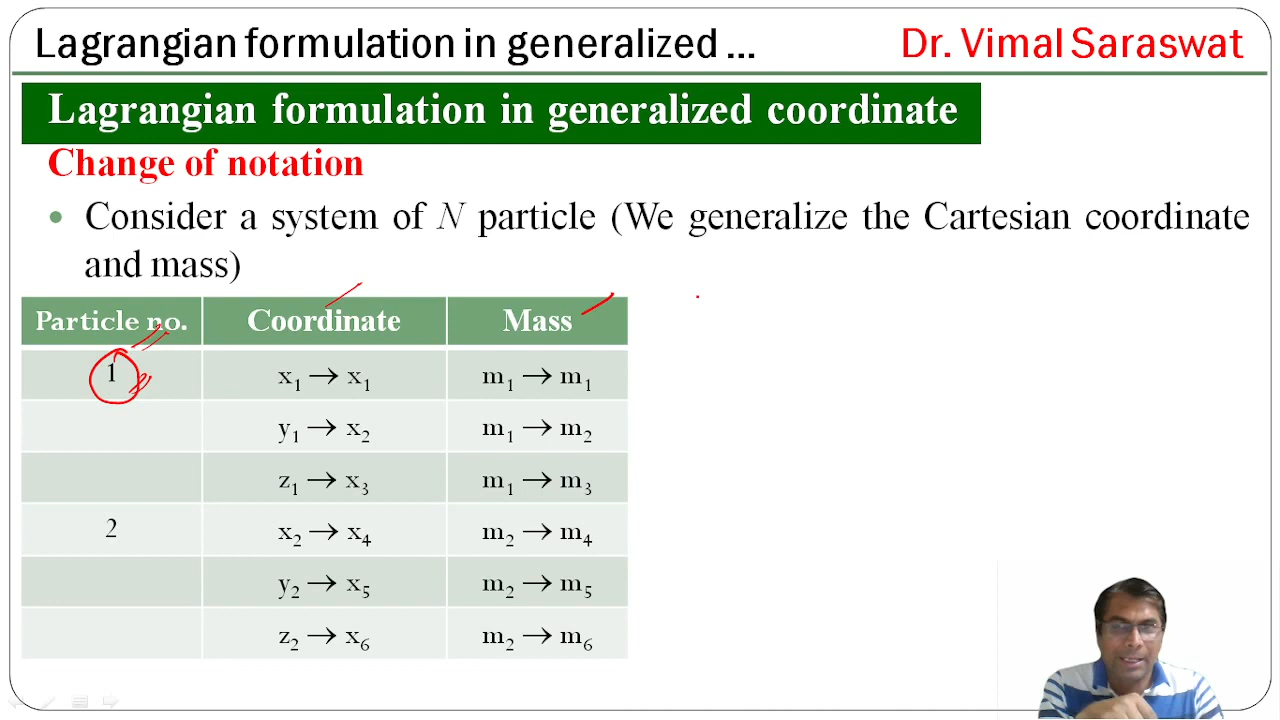 Lagrangian formulation in generalized ... Dr. Vimal Saraswat
Lagrangian formulation in generalized coordinate
Change of notation
• Consider a system of N particle (We generalize the Cartesian coordinate
and mass)
Particle no. Coordinate Mass
1 x₁ → x₁ m₁ → m₁
y₁ → x₂ m₁ → m₂
z₁ → x₃ m₁ → m₃
2 x₂ → x₄ m₂ → m₄
y₂ → x₅ m₂ → m₅
z₂ → x₆ m₂ → m₆